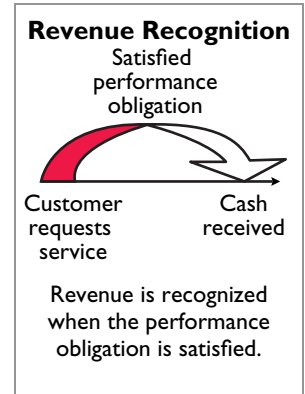 Revenue Recognition
Satisfied
performance
obligation
Customer
requests
service
Cash
received
Revenue is recognized
when the performance
obligation is satisfied.